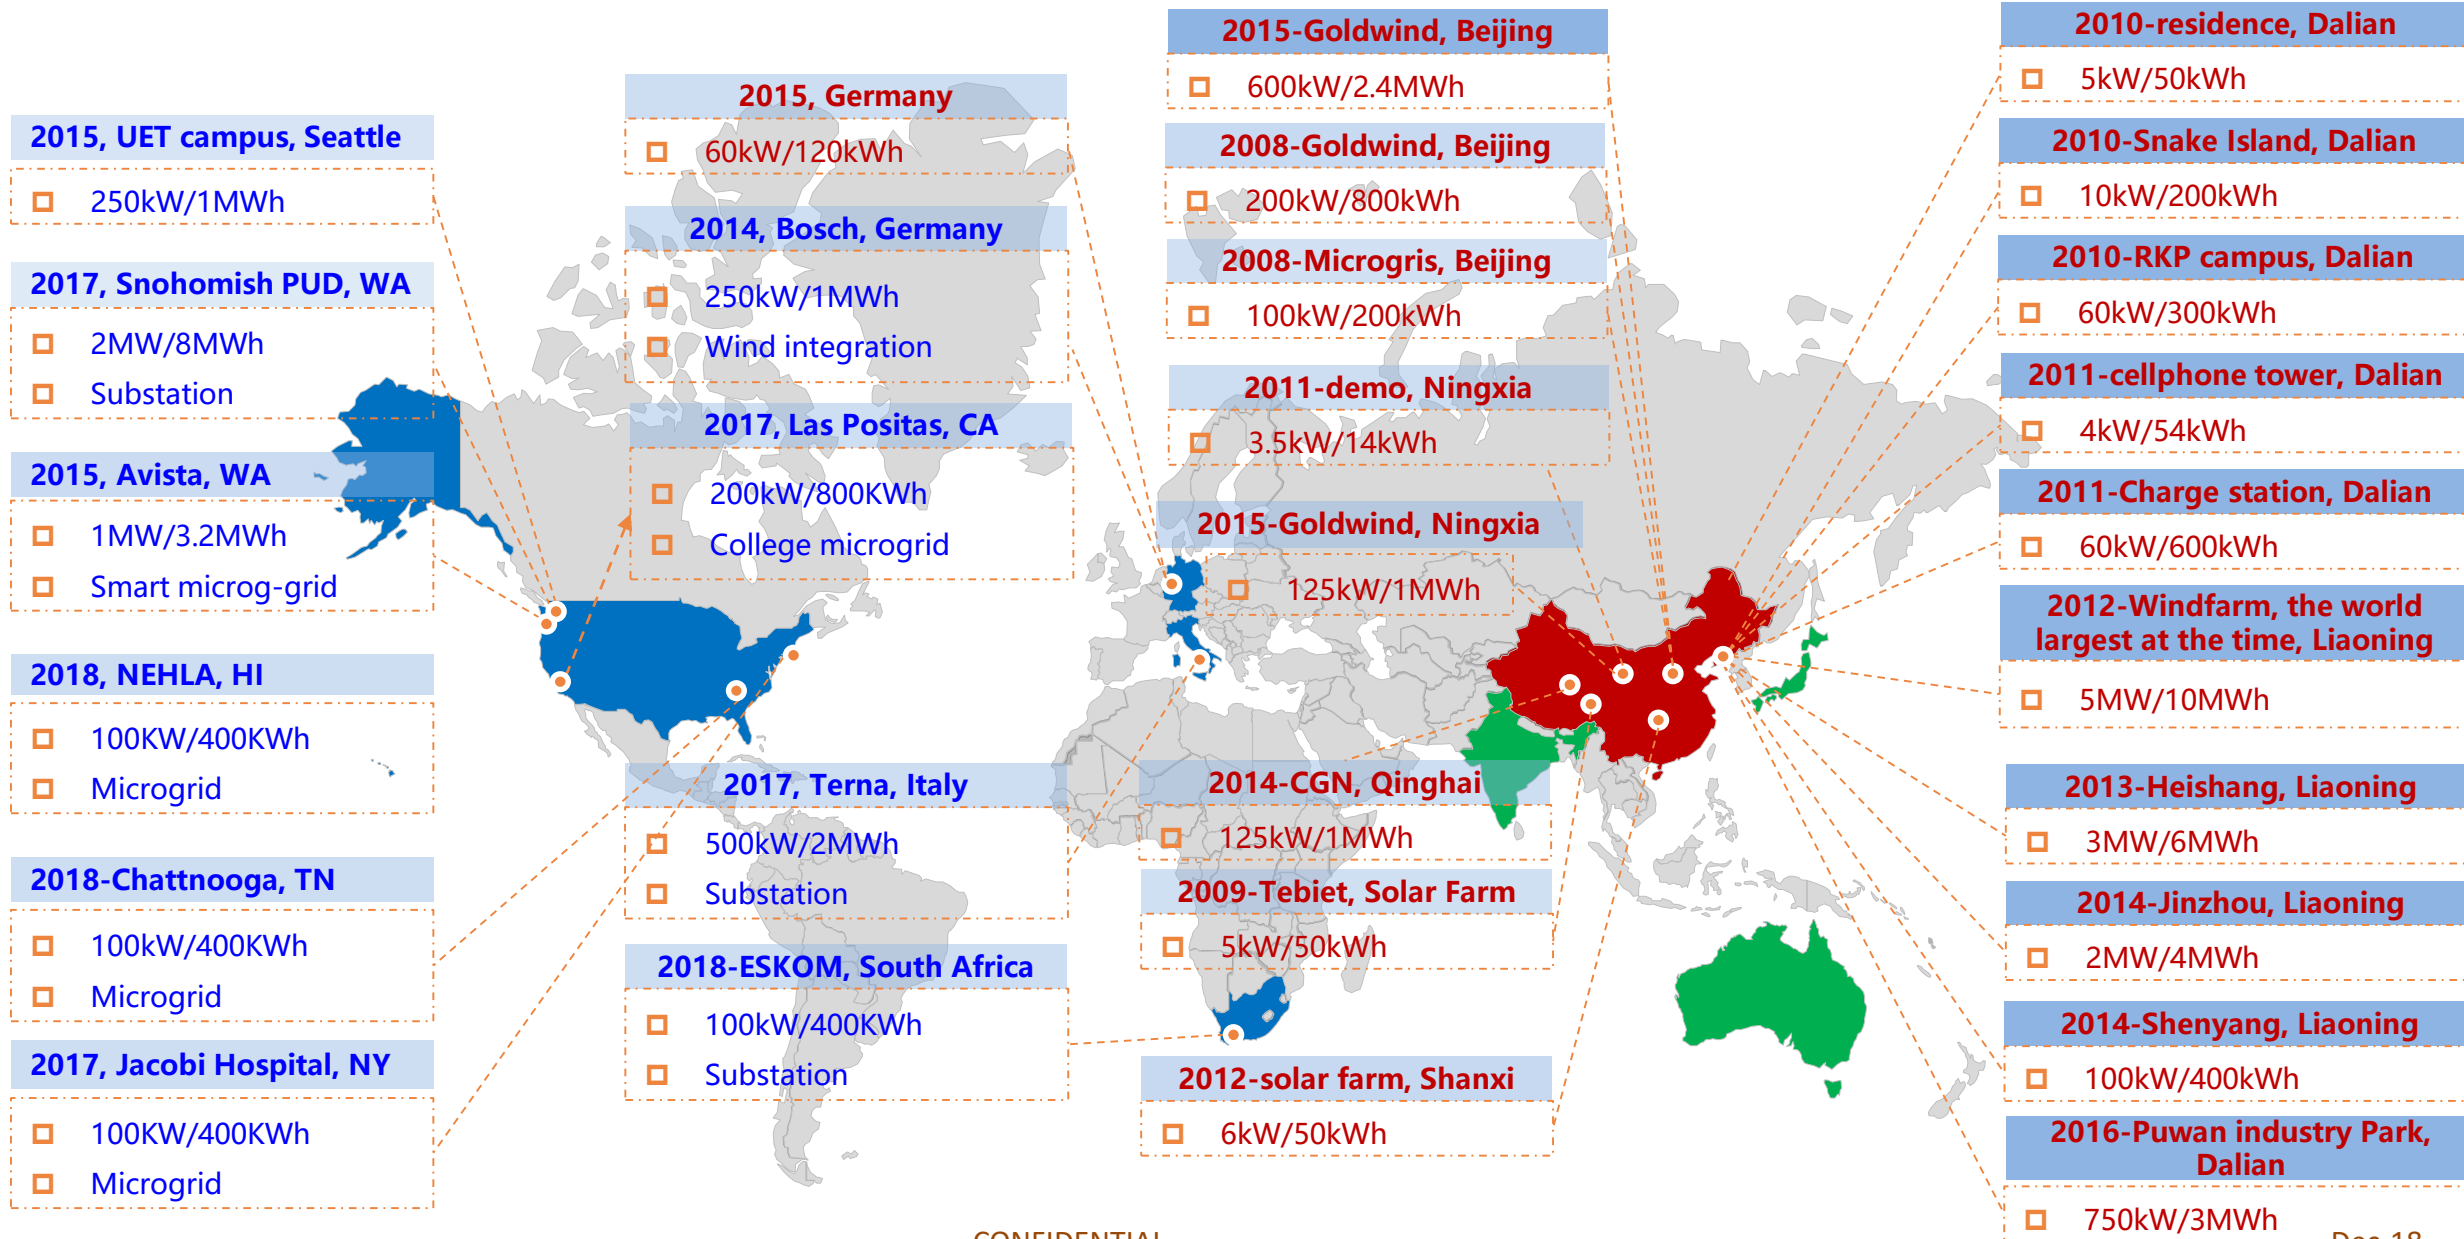 2015, UET campus, Seattle
250kW/1MWh
2017, Snohomish PUD, WA
2MW/8MWh
Substation
2015, Avista, WA
1MW/3.2MWh
Smart microg-grid
2018, NEHLA, HI
100KW/400KWh
Microgrid
2018-Chattnooga, TN
100kW/400KWh
Microgrid
2017, Jacobi Hospital, NY
100KW/400KWh
Microgrid
2015, Germany
60kW/120kWh
2014, Bosch, Germany
250kW/1MWh
Wind integration
2017, Las Positas, CA
200kW/800KWh
College microgrid
2017, Terna, Italy
500kW/2MWh
Substation
2018-ESKOM, South Africa
100kW/400KWh
Substation
2015-Goldwind, Beijing
600kW/2.4MWh
2008-Goldwind, Beijing
200kW/800kWh
2008-Microgris, Beijing
100kW/200kWh
2011-demo, Ningxia
3.5kW/14kWh
2015-Goldwind, Ningxia
125kW/1MWh
2014-CGN, Qinghai
125kW/1MWh
2009-Tebiet, Solar Farm
5kW/50kWh
2012-solar farm, Shanxi
6kW/50kWh
2010-residence, Dalian
5kW/50kWh
2010-Snake Island, Dalian
10kW/200kWh
2010-RKP campus, Dalian
60kW/300kWh
2011-cellphone tower, Dalian
4kW/54kWh
2011-Charge station, Dalian
60kW/600kWh
2012-Windfarm, the world
largest at the time, Liaoning
5MW/10MWh
2013-Heishang, Liaoning
3MW/6MWh
2014-Jinzhou, Liaoning
2MW/4MWh
2014-Shenyang, Liaoning
100kW/400kWh
2016-Puwan industry Park,
Dalian
750kW/3MWh
CONFIDENTIAL
Dec-18